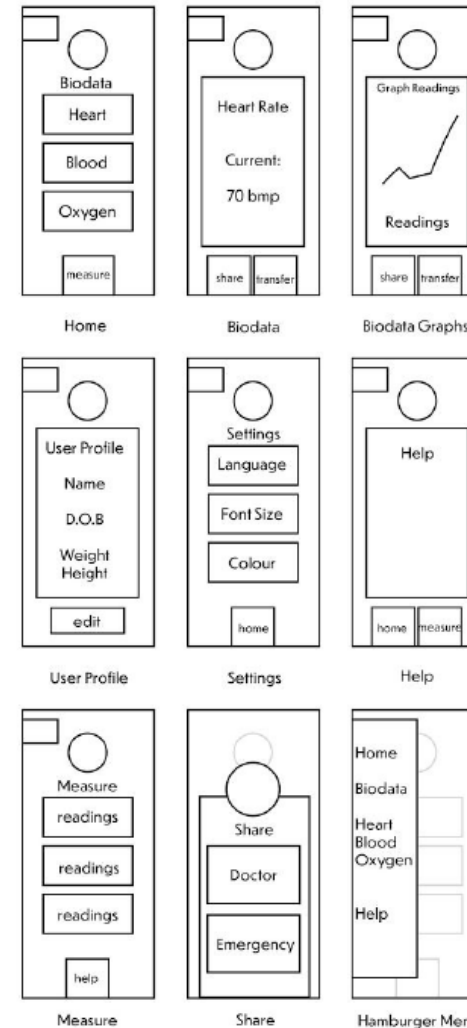 Biodata
Heart
Blood
Oxygen
measure
Home
Heart Rate
Current:
70 bmp
share transfer
Biodata
Graph Readings
Readings
share transfer
Biodata Graphs
User Profile
Name
D.O.B
Weight
Height
edit
User Profile
Settings
Language
Font Size
Colour
home
Settings
Help
home measure
Help
Measure
readings
readings
readings
help
Measure
Share
Doctor
Emergency
Share
Home
Biodata
Heart
Blood
Oxygen
Help
Hamburger Men